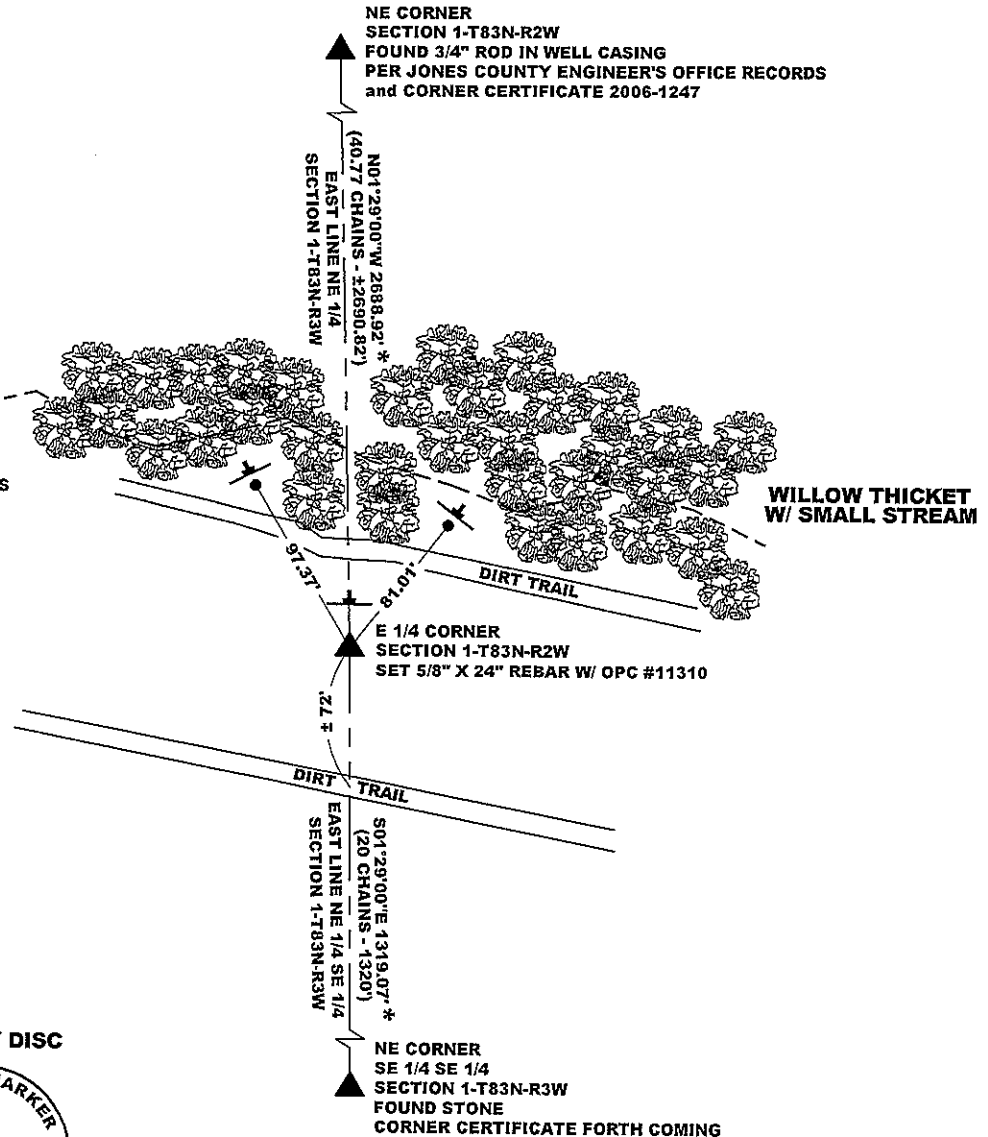 NE CORNER
SECTION 1-T83N-R2W
FOUND 3/4" ROD IN WELL CASING
PER JONES COUNTY ENGINEER'S OFFICE RECORDS
and CORNER CERTIFICATE 2006-1247
N01°29'00"W 2688.92' *
(40.77 CHAINS - ±2690.82')
EAST LINE NE 1/4
SECTION 1-T83N-R3W
S
WILLOW THICKET
W/ SMALL STREAM
97.37'
81.01'
DIRT TRAIL
E 1/4 CORNER
SECTION 1-T83N-R2W
SET 5/8" X 24" REBAR W/ OPC #11310
± 72'
DIRT TRAIL
S01°29'00"E 1319.07' *
(20 CHAINS - 1320')
EAST LINE NE 1/4 SE 1/4
SECTION 1-T83N-R3W
DISC
ARKER
NE CORNER
SE 1/4 SE 1/4
SECTION 1-T83N-R3W
FOUND STONE
CORNER CERTIFICATE FORTH COMING